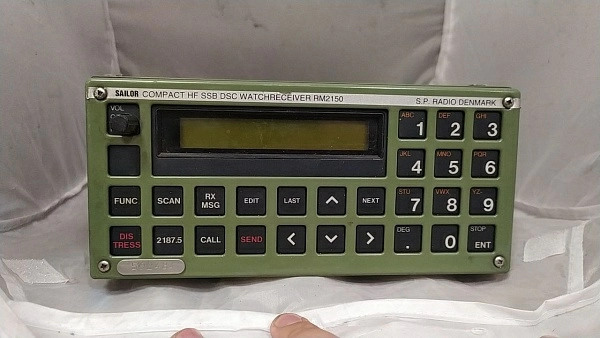 SAILOR COMPACT HF SSB DSC WATCHRECEIVER RM2150 S.P. RADIO DENMARK
VOL
ABC 1 DEF 2 GHI 3
JKL 4 MNO 5 PQR 6
FUNC SCAN RX MSG EDIT LAST NEXT STU 7 VWX 8 YZ- 9
DIS TRESS 2187.5 CALL SEND DEG . 0 STOP ENT